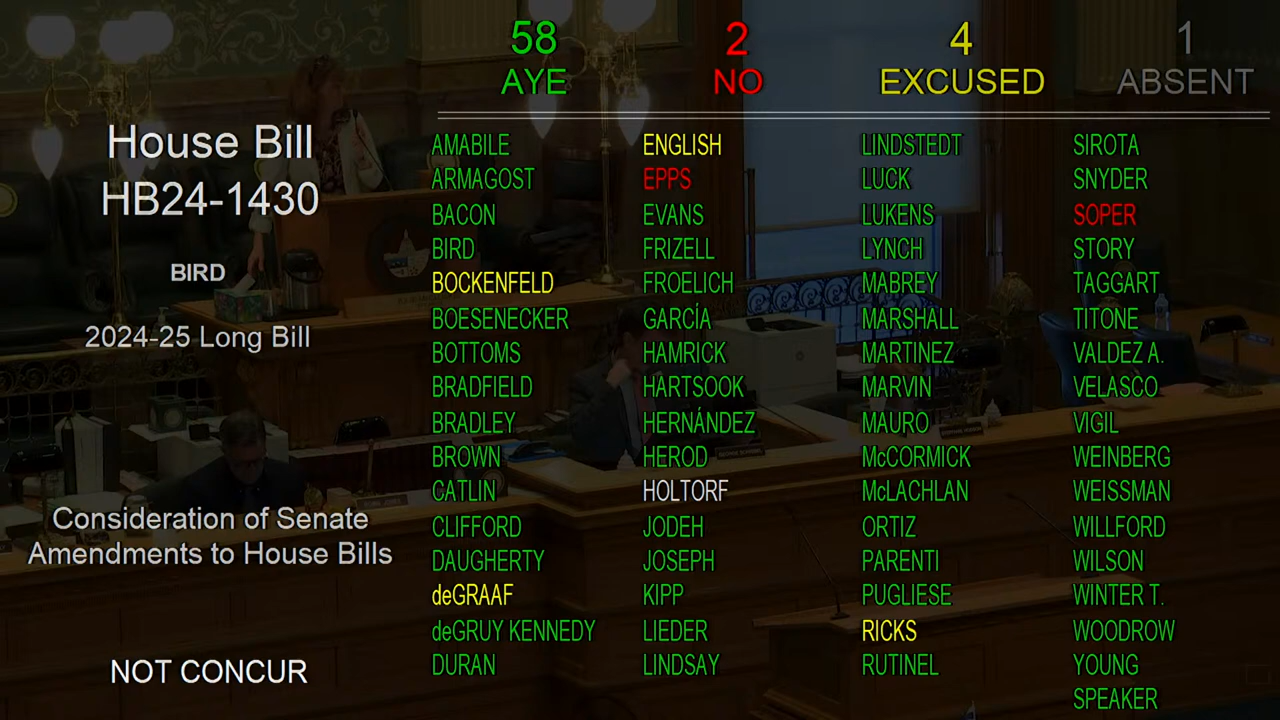 58 2 4 1
AYE NO EXCUSED ABSENT
House Bill
HB24-1430
BIRD
2024-25 Long Bill
Consideration of Senate
Amendments to House Bills
NOT CONCUR
AMABILE
ARMAGOST
BACON
BIRD
BOCKENFELD
BOESENECKER
BOTTOMS
BRADFIELD
BRADLEY
BROWN
CATLIN
CLIFFORD
DAUGHERTY
deGRAAF
deGRUY KENNEDY
DURAN
ENGLISH
EPPS
EVANS
FRIZELL
FROELICH
GARCÍA
HAMRICK
HARTSOOK
HERNÁNDEZ
HEROD
HOLTORF
JODEH
JOSEPH
KIPP
LIEDER
LINDSAY
LINDSTEDT
LUCK
LUKENS
LYNCH
MABREY
MARSHALL
MARTINEZ
MARVIN
MAURO
McCORMICK
McLACHLAN
ORTIZ
PARENTI
PUGLIESE
RICKS
RUTINEL
SIROTA
SNYDER
SOPER
STORY
TAGGART
TITONE
VALDEZ A.
VELASCO
VIGIL
WEINBERG
WEISSMAN
WILLFORD
WILSON
WINTER T.
WOODROW
YOUNG
SPEAKER